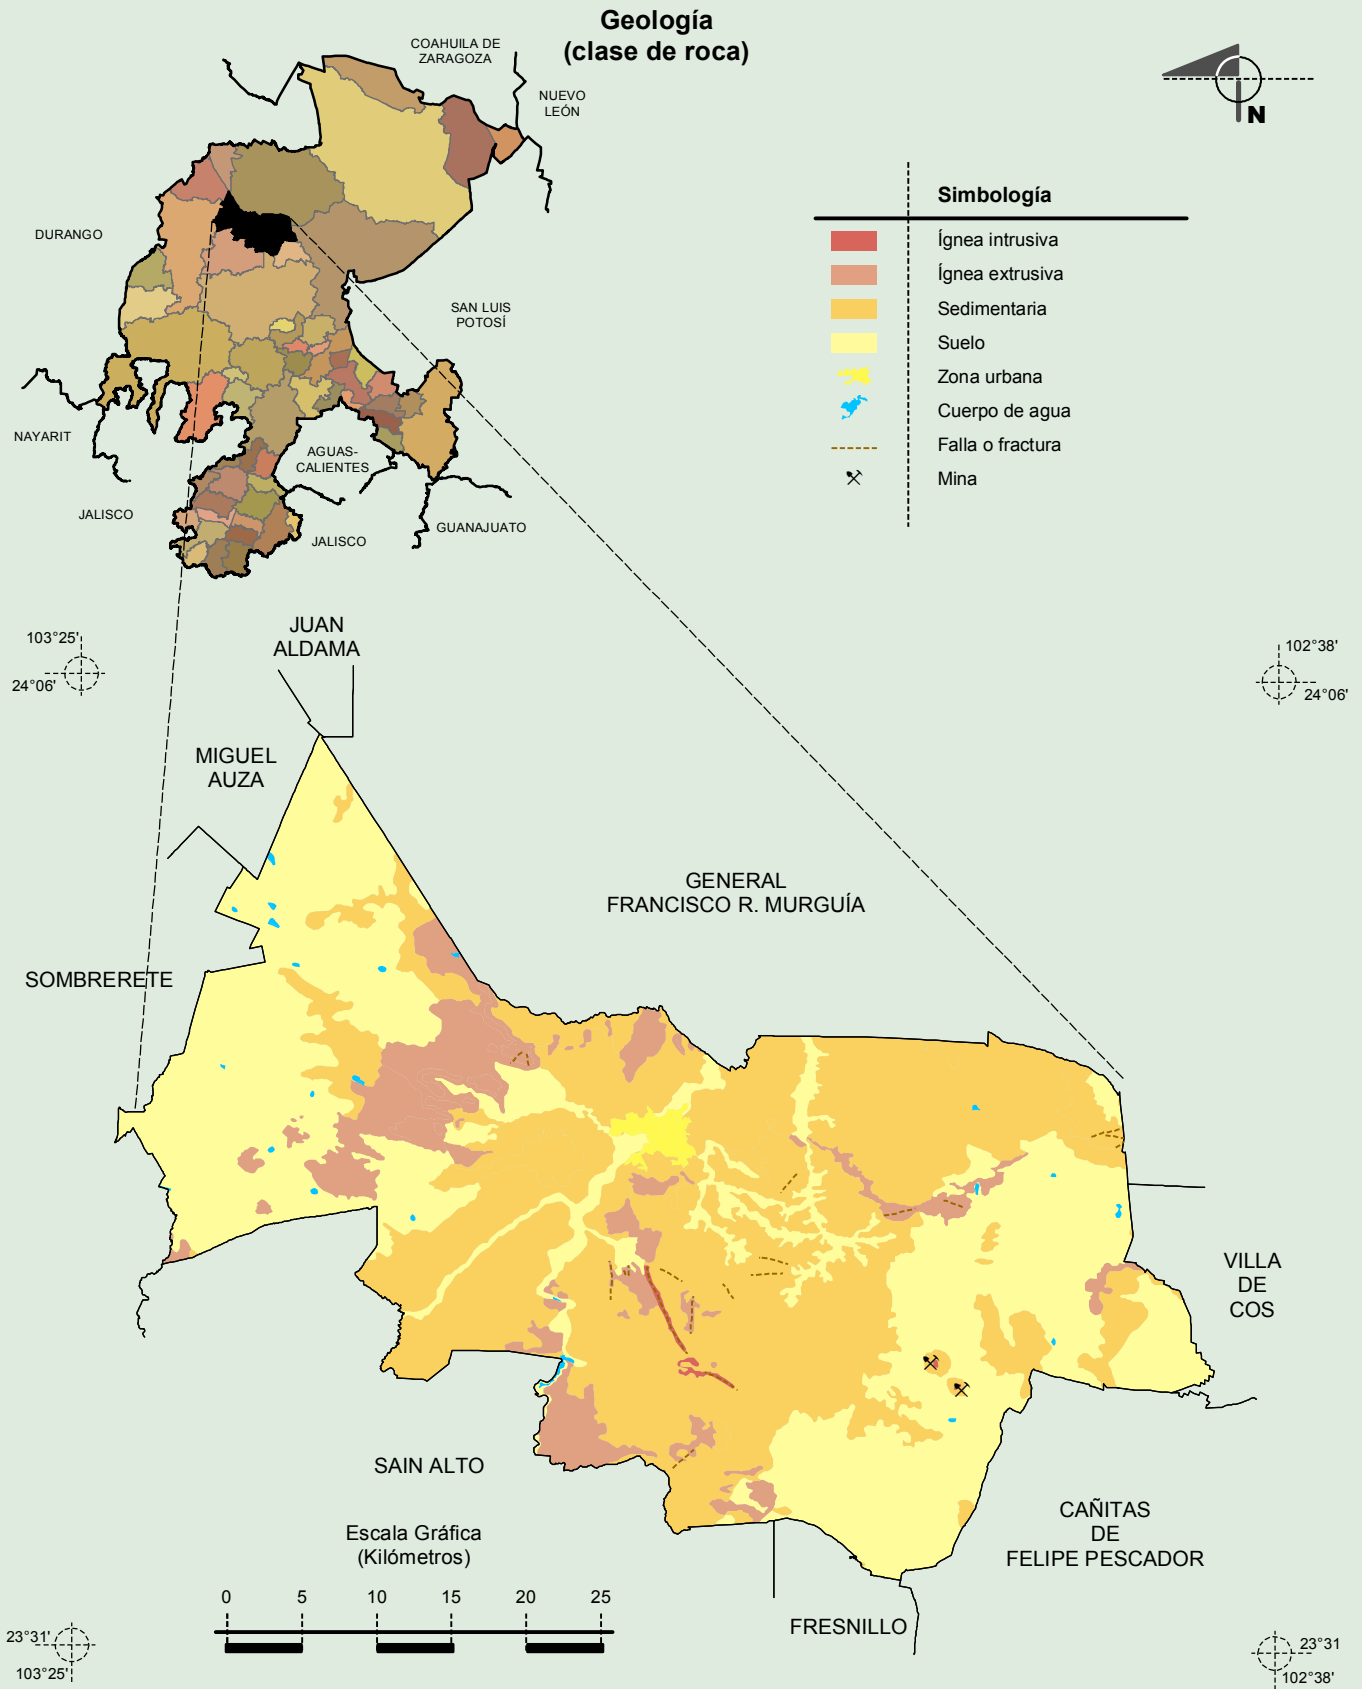 Geología
(clase de roca)
COAHUILA DE
ZARAGOZA
NUEVO
LEÓN
N
DURANGO
SAN LUIS
POTOSÍ
NAYARIT
AGUAS-
CALIENTES
JALISCO
JALISCO
GUANAJUATO
Simbología
Ígnea intrusiva
Ígnea extrusiva
Sedimentaria
Suelo
Zona urbana
Cuerpo de agua
Falla o fractura
Mina
103°25'
24°06'
102°38'
24°06'
JUAN
ALDAMA
MIGUEL
AUZA
GENERAL
FRANCISCO R. MURGUÍA
SOMBRERETE
VILLA
DE
COS
SAIN ALTO
CAÑITAS
DE
FELIPE PESCADOR
FRESNILLO
Escala Gráfica
(Kilómetros)
0 5 10 15 20 25
23°31'
103°25'
23°31
102°38'